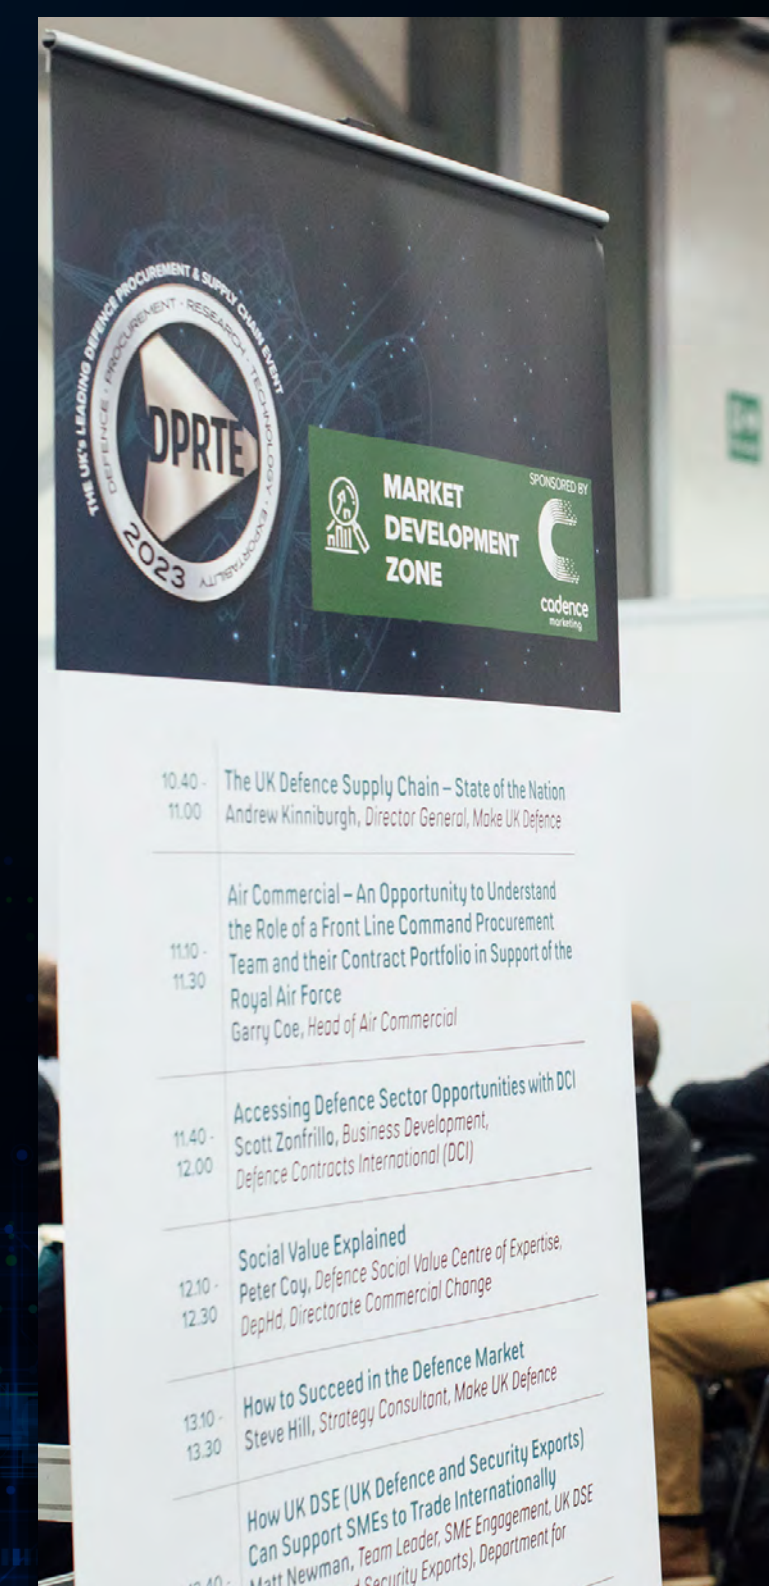 THE UK's LEADING DEFENCE PROCUREMENT & SUPPLY CHAIN EVENT
DEFENCE · PROCUREMENT · RESEARCH · TECHNOLOGY · EXPORTABILITY
DPRTE
2023
MARKET
DEVELOPMENT
ZONE
SPONSORED BY
cadence
marketing
10.40 - The UK Defence Supply Chain – State of the Nation
11.00 Andrew Kinniburgh, Director General, Make UK Defence
Air Commercial – An Opportunity to Understand
the Role of a Front Line Command Procurement
11.10 - Team and their Contract Portfolio in Support of the
11.30 Royal Air Force
Garry Coe, Head of Air Commercial
Accessing Defence Sector Opportunities with DCI
11.40 - Scott Zonfrillo, Business Development,
12.00 Defence Contracts International (DCI)
Social Value Explained
12.10 - Peter Coy, Defence Social Value Centre of Expertise,
12.30 DepHd, Directorate Commercial Change
13.10 - How to Succeed in the Defence Market
13.30 Steve Hill, Strategy Consultant, Make UK Defence
How UK DSE (UK Defence and Security Exports)
Can Support SMEs to Trade Internationally
Matt Newman, Team Leader, SME Engagement, UK DSE
Security Exports), Department for